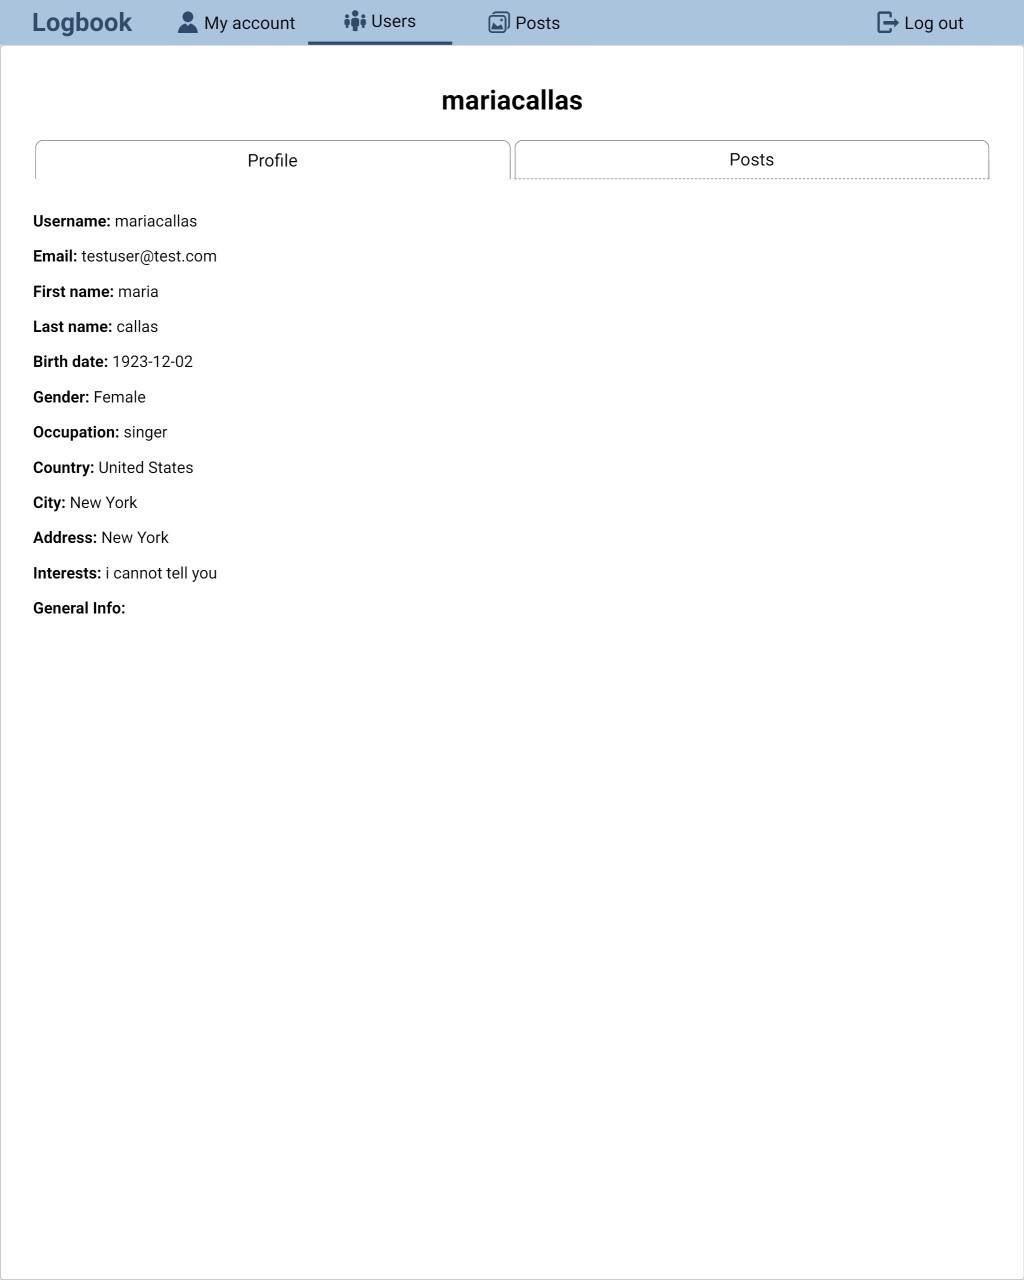 Logbook My account Users Posts Log out
mariacallas
Profile Posts
Username: mariacallas
Email: testuser@test.com
First name: maria
Last name: callas
Birth date: 1923-12-02
Gender: Female
Occupation: singer
Country: United States
City: New York
Address: New York
Interests: i cannot tell you
General Info: